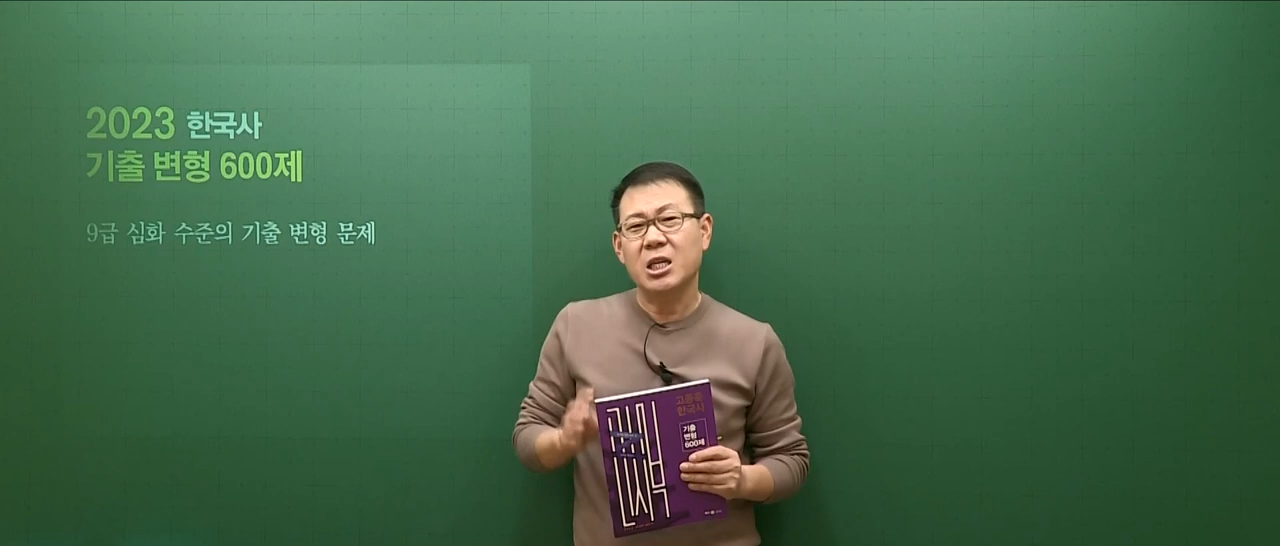 2023 한국사
기출 변형 600제
9급 심화 수준의 기출 변형 문제
고종훈
한국사
기출
변형
600제